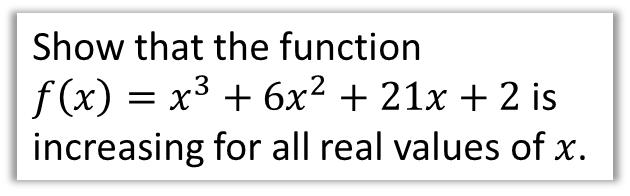 Show that the function
f(x) = x³ + 6x² + 21x + 2 is
increasing for all real values of x.